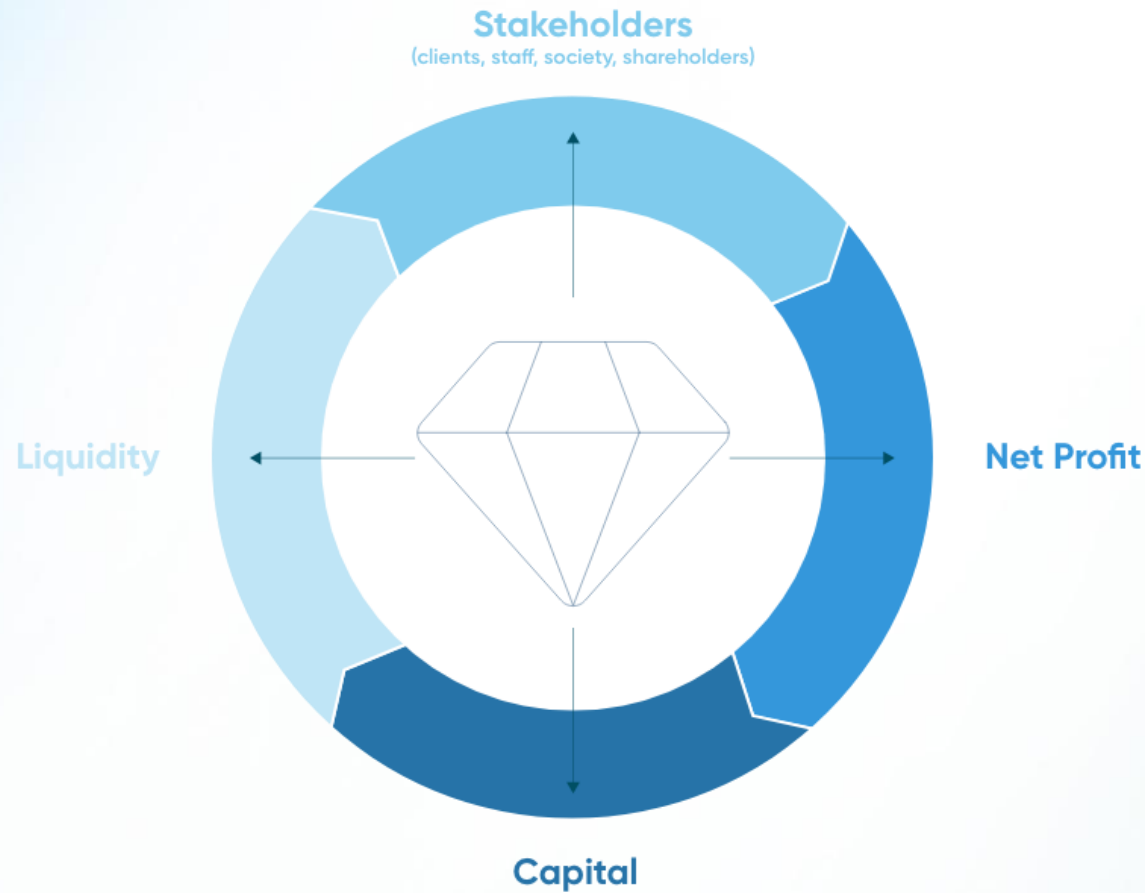 Stakeholders
(clients, staff, society, shareholders)
Liquidity
Net Profit
Capital